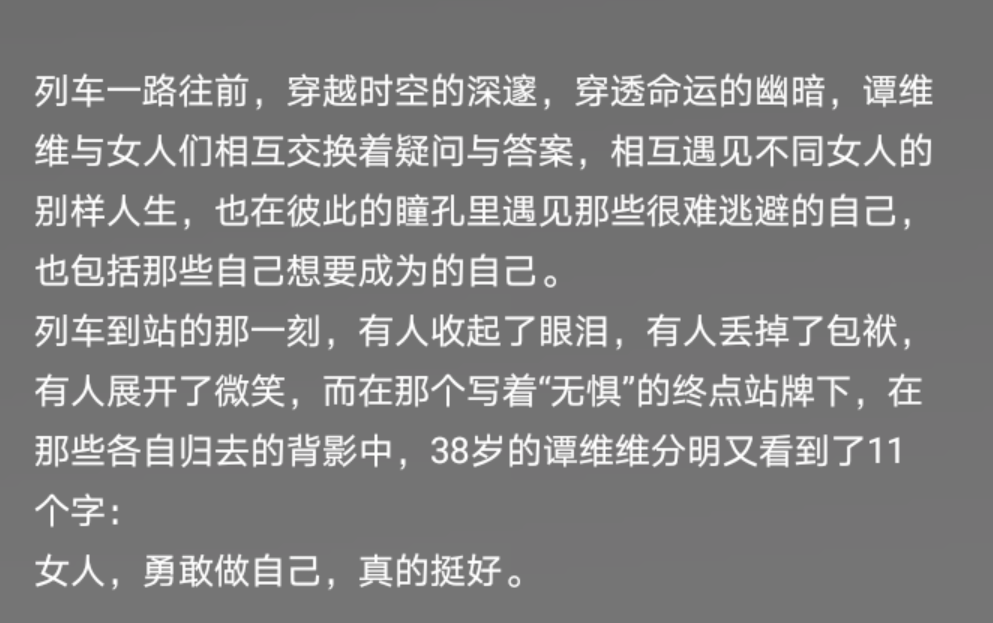 列车一路往前，穿越时空的深邃，穿透命运的幽暗，谭维
维与女人们相互交换着疑问与答案，相互遇见不同女人的
别样人生，也在彼此的瞳孔里遇见那些很难逃避的自己，
也包括那些自己想要成为的自己。
列车到站的那一刻，有人收起了眼泪，有人丢掉了包袱，
有人展开了微笑，而在那个写着“无惧”的终点站牌下，在
那些各自归去的背影中，38岁的谭维维分明又看到了11
个字：
女人，勇敢做自己，真的挺好。